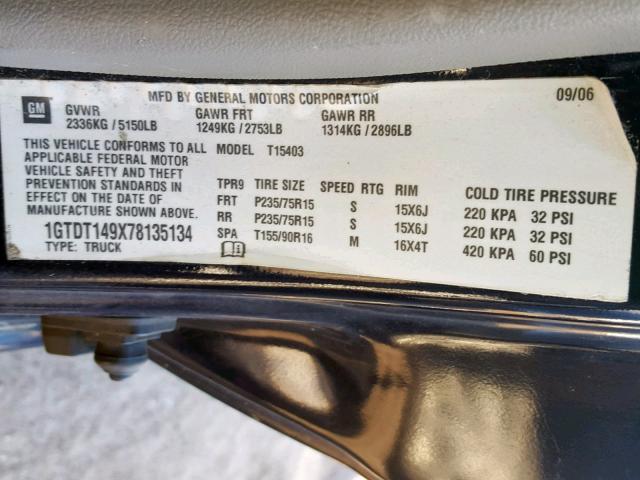 GM
MFD BY GENERAL MOTORS CORPORATION 09/06
GVWR GAWR FRT GAWR RR
2336KG / 5150LB 1249KG / 2753LB 1314KG / 2896LB
THIS VEHICLE CONFORMS TO ALL MODEL T15403
APPLICABLE FEDERAL MOTOR
VEHICLE SAFETY AND THEFT
PREVENTION STANDARDS IN
EFFECT ON THE DATE OF
MANUFACTURE SHOWN ABOVE.
1GTDT149X78135134
TYPE: TRUCK
TPR9 TIRE SIZE SPEED RTG RIM COLD TIRE PRESSURE
FRT P235/75R15 S 15X6J 220 KPA 32 PSI
RR P235/75R15 S 15X6J 220 KPA 32 PSI
SPA T155/90R16 M 16X4T 420 KPA 60 PSI